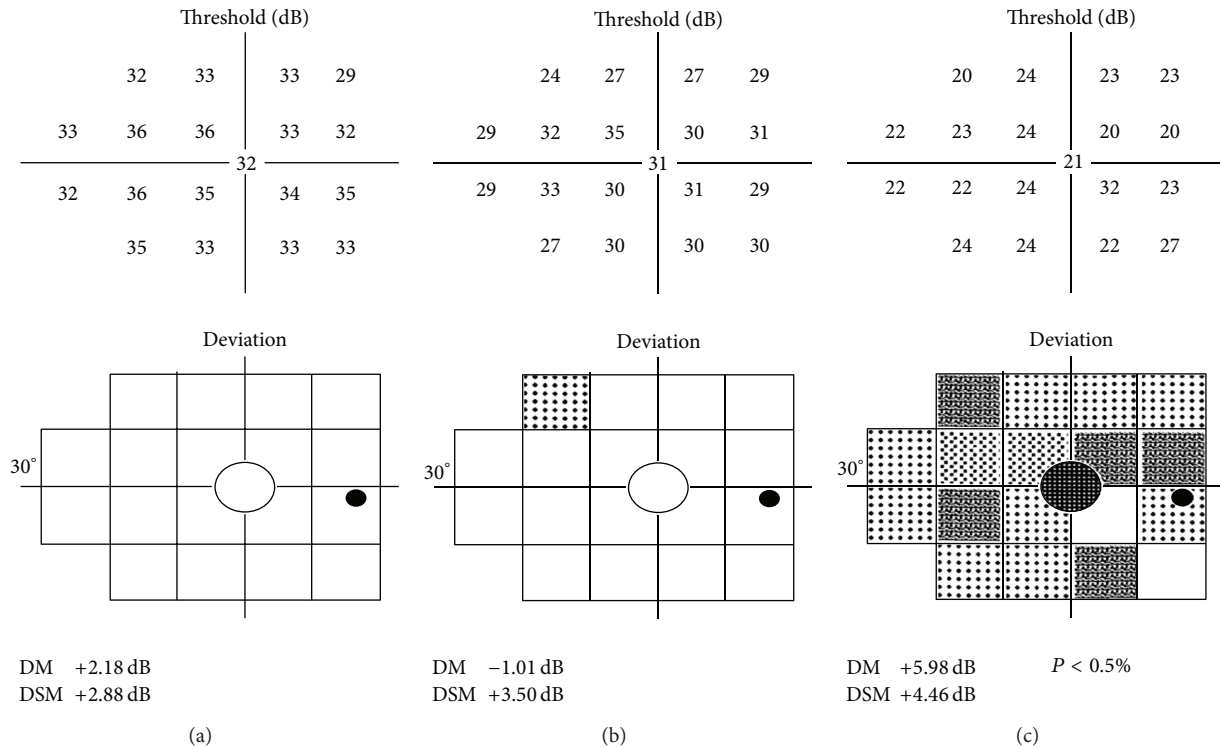 Threshold (dB)
32 33 33 29
33 36 36 33 32
32
32 36 35 34 35
35 33 33 33
Deviation
30°
DM +2.18 dB
DSM +2.88 dB
(a)
Threshold (dB)
24 27 27 29
29 32 35 30 31
31
29 33 30 31 29
27 30 30 30
Deviation
30°
DM −1.01 dB
DSM +3.50 dB
(b)
Threshold (dB)
20 24 23 23
22 23 24 20 20
21
22 22 24 32 23
24 24 22 27
Deviation
30°
DM +5.98 dB P < 0.5%
DSM +4.46 dB
(c)